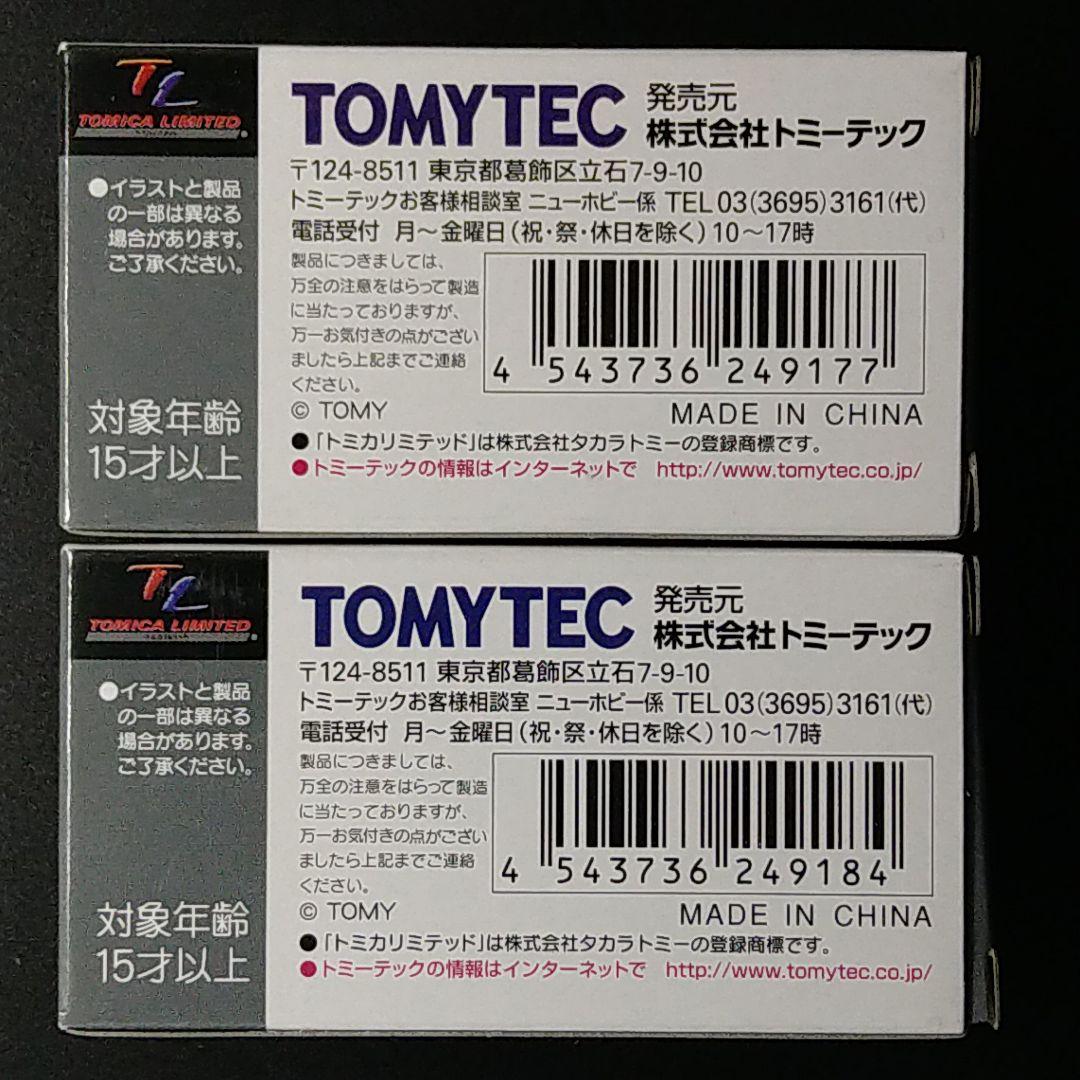 TL
TOMICA LIMITED
●イラストと製品
の一部は異なる
場合があります。
ご了承ください。
対象年齢
15才以上
TOMYTEC
発売元
株式会社トミーテック
〒124-8511 東京都葛飾区立石7-9-10
トミーテックお客様相談室 ニューホビー係 TEL 03(3695)3161(代)
電話受付 月～金曜日(祝・祭・休日を除く)10～17時
製品につきましては、
万全の注意をはらって製造
に当たっておりますが、
万一お気付きの点がござい
ましたら上記までご連絡
ください。
4 543736 249177
© TOMY
MADE IN CHINA
●「トミカリミテッド」は株式会社タカラトミーの登録商標です。
●トミーテックの情報はインターネットで http://www.tomytec.co.jp/
TL
TOMICA LIMITED
●イラストと製品
の一部は異なる
場合があります。
ご了承ください。
対象年齢
15才以上
TOMYTEC
発売元
株式会社トミーテック
〒124-8511 東京都葛飾区立石7-9-10
トミーテックお客様相談室 ニューホビー係 TEL 03(3695)3161(代)
電話受付 月～金曜日(祝・祭・休日を除く)10～17時
製品につきましては、
万全の注意をはらって製造
に当たっておりますが、
万一お気付きの点がござい
ましたら上記までご連絡
ください。
4 543736 249184
© TOMY
MADE IN CHINA
●「トミカリミテッド」は株式会社タカラトミーの登録商標です。
●トミーテックの情報はインターネットで http://www.tomytec.co.jp/